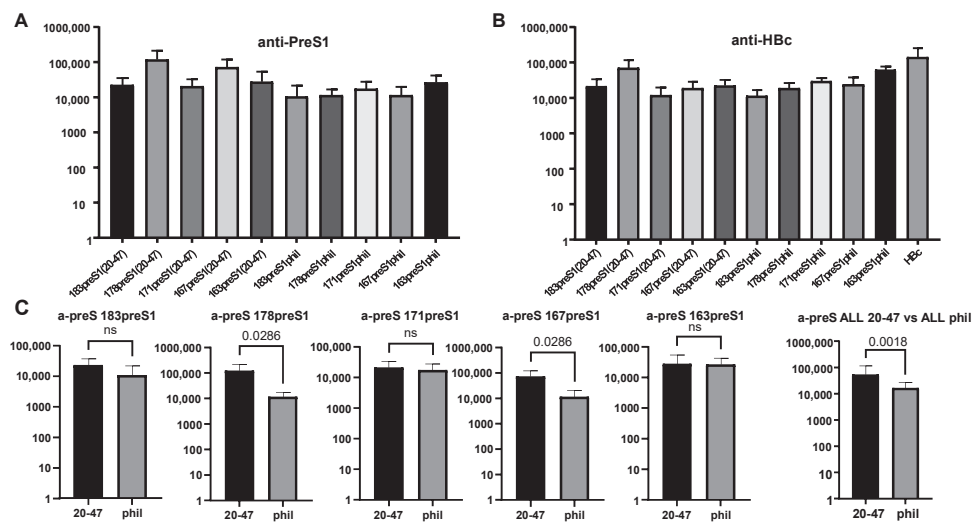 A
anti-PreS1
1000,000
100,000
10,000
1000
100
10
1
183preS1(20-47)
178preS1(20-47)
171preS1(20-47)
167preS1(20-47)
163preS1(20-47)
183preS1phil
178preS1phil
171preS1phil
167preS1phil
163preS1phil
B
anti-HBc
1000,000
100,000
10,000
1000
100
10
1
183preS1(20-47)
178preS1(20-47)
171preS1(20-47)
167preS1(20-47)
163preS1(20-47)
183preS1phil
178preS1phil
171preS1phil
167preS1phil
163preS1phil
HBc
C
a-preS 183preS1
ns
100,000
10,000
1000
100
10
1
20-47 phil
a-preS 178preS1
0.0286
1000,000
100,000
10,000
1000
100
10
1
20-47 phil
a-preS 171preS1
ns
100,000
10,000
1000
100
10
1
20-47 phil
a-preS 167preS1
0.0286
1000,000
100,000
10,000
1000
100
10
1
20-47 phil
a-preS 163preS1
ns
100,000
10,000
1000
100
10
1
20-47 phil
a-preS ALL 20-47 vs ALL phil
0.0018
1000,000
100,000
10,000
1000
100
10
1
20-47 phil